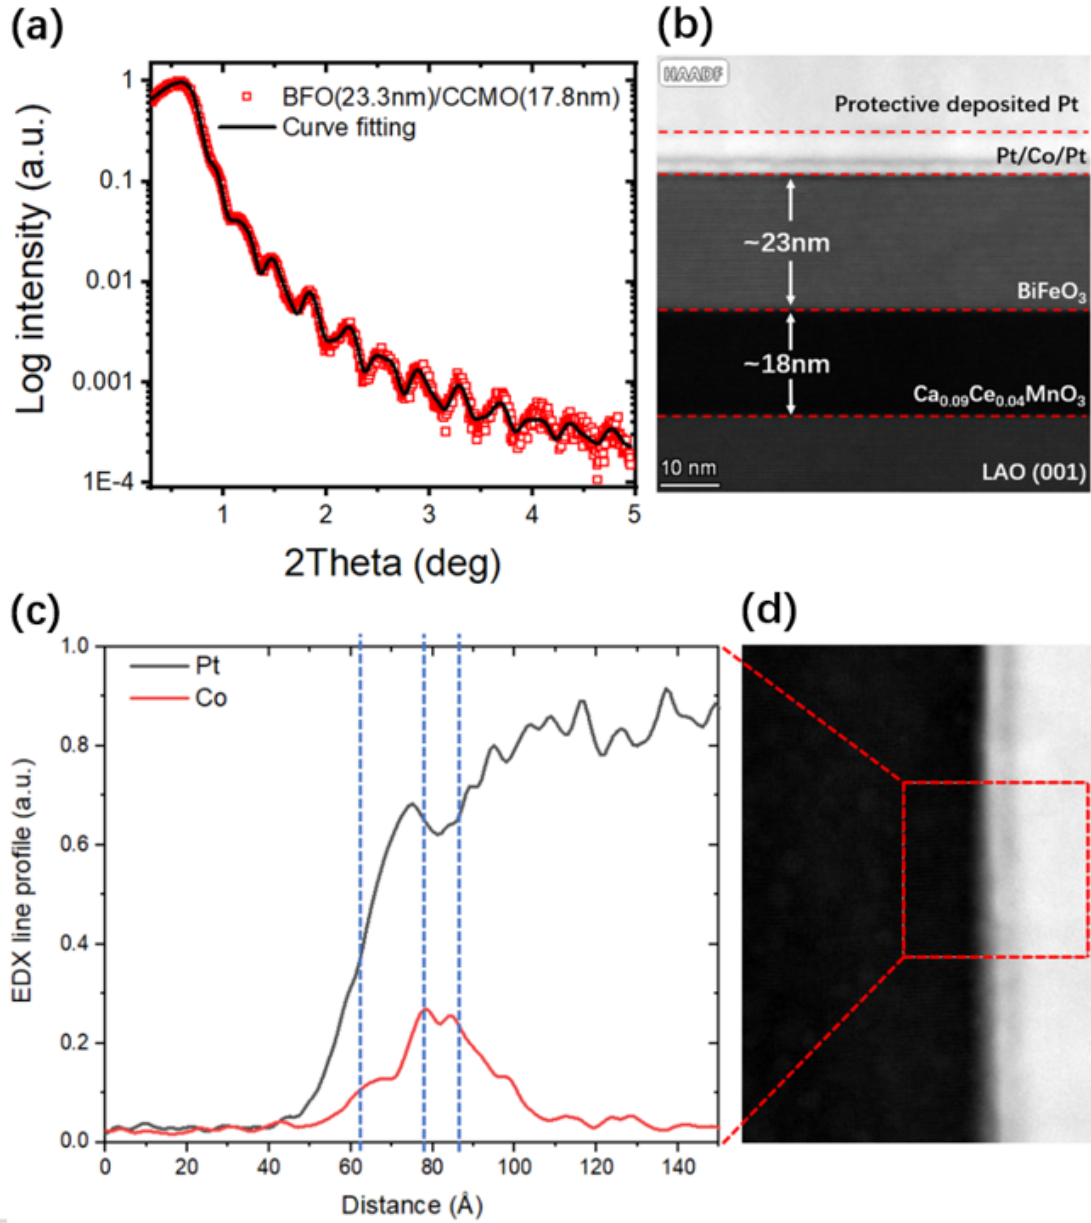 (a)
1
0.1
0.01
0.001
1E-4
Log intensity (a.u.)
BFO(23.3nm)/CCMO(17.8nm)
Curve fitting
1 2 3 4 5
2Theta (deg)
(b)
HAADF
Protective deposited Pt
Pt/Co/Pt
~23nm
BiFeO₃
~18nm
Ca₀.₀₉Ce₀.₀₄MnO₃
10 nm
LAO (001)
(c)
1.0
0.8
0.6
0.4
0.2
0.0
EDX line profile (a.u.)
Pt
Co
0 20 40 60 80 100 120 140
Distance (Å)
(d)